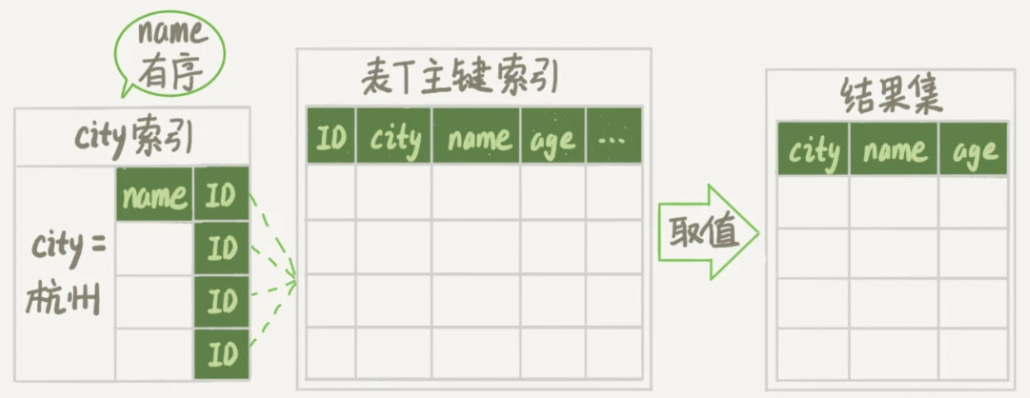 name
有序
city索引
name ID
city=
杭州
ID
ID
ID
表T主键索引
ID city name age ...
取值
结果集
city name age